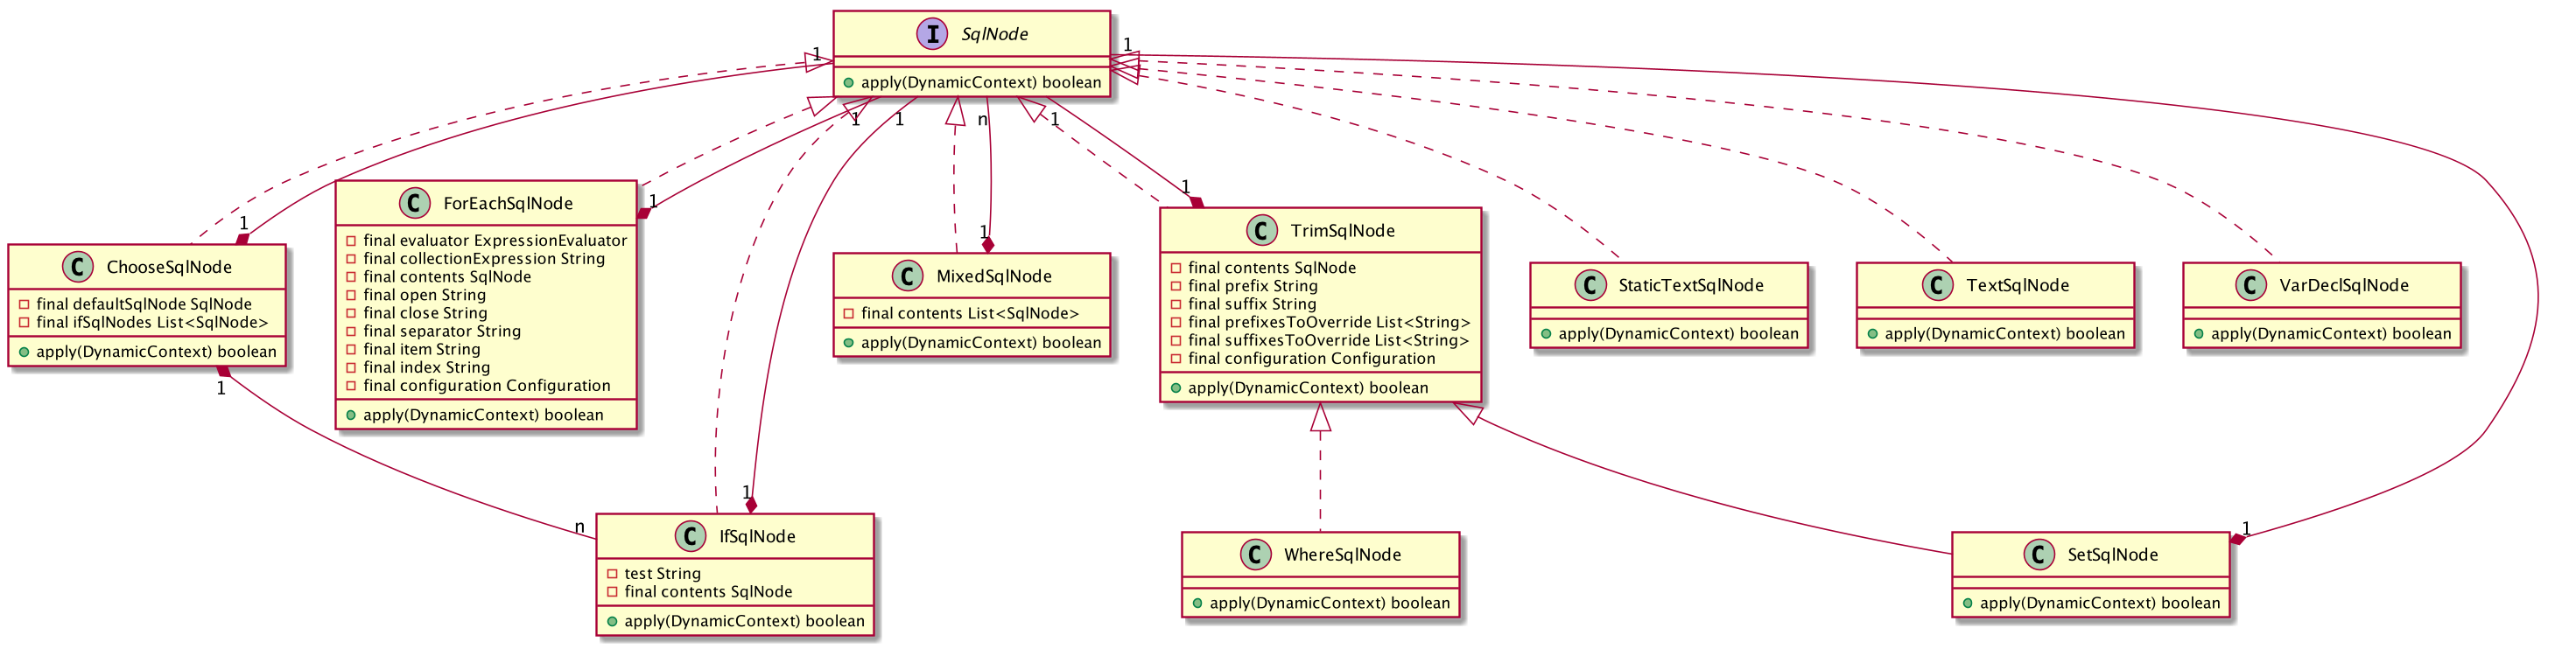 I SqlNode
apply(DynamicContext) boolean
C ChooseSqlNode
final defaultSqlNode SqlNode
final ifSqlNodes List<SqlNode>
apply(DynamicContext) boolean
C ForEachSqlNode
final evaluator ExpressionEvaluator
final collectionExpression String
final contents SqlNode
final open String
final close String
final separator String
final item String
final index String
final configuration Configuration
apply(DynamicContext) boolean
C MixedSqlNode
final contents List<SqlNode>
apply(DynamicContext) boolean
C TrimSqlNode
final contents SqlNode
final prefix String
final suffix String
final prefixesToOverride List<String>
final suffixesToOverride List<String>
final configuration Configuration
apply(DynamicContext) boolean
C StaticTextSqlNode
apply(DynamicContext) boolean
C TextSqlNode
apply(DynamicContext) boolean
C VarDeclSqlNode
apply(DynamicContext) boolean
C IfSqlNode
test String
final contents SqlNode
apply(DynamicContext) boolean
C WhereSqlNode
apply(DynamicContext) boolean
C SetSqlNode
apply(DynamicContext) boolean
1
1
1
1
n
1
1
1
1
1
1
1
n
1
1